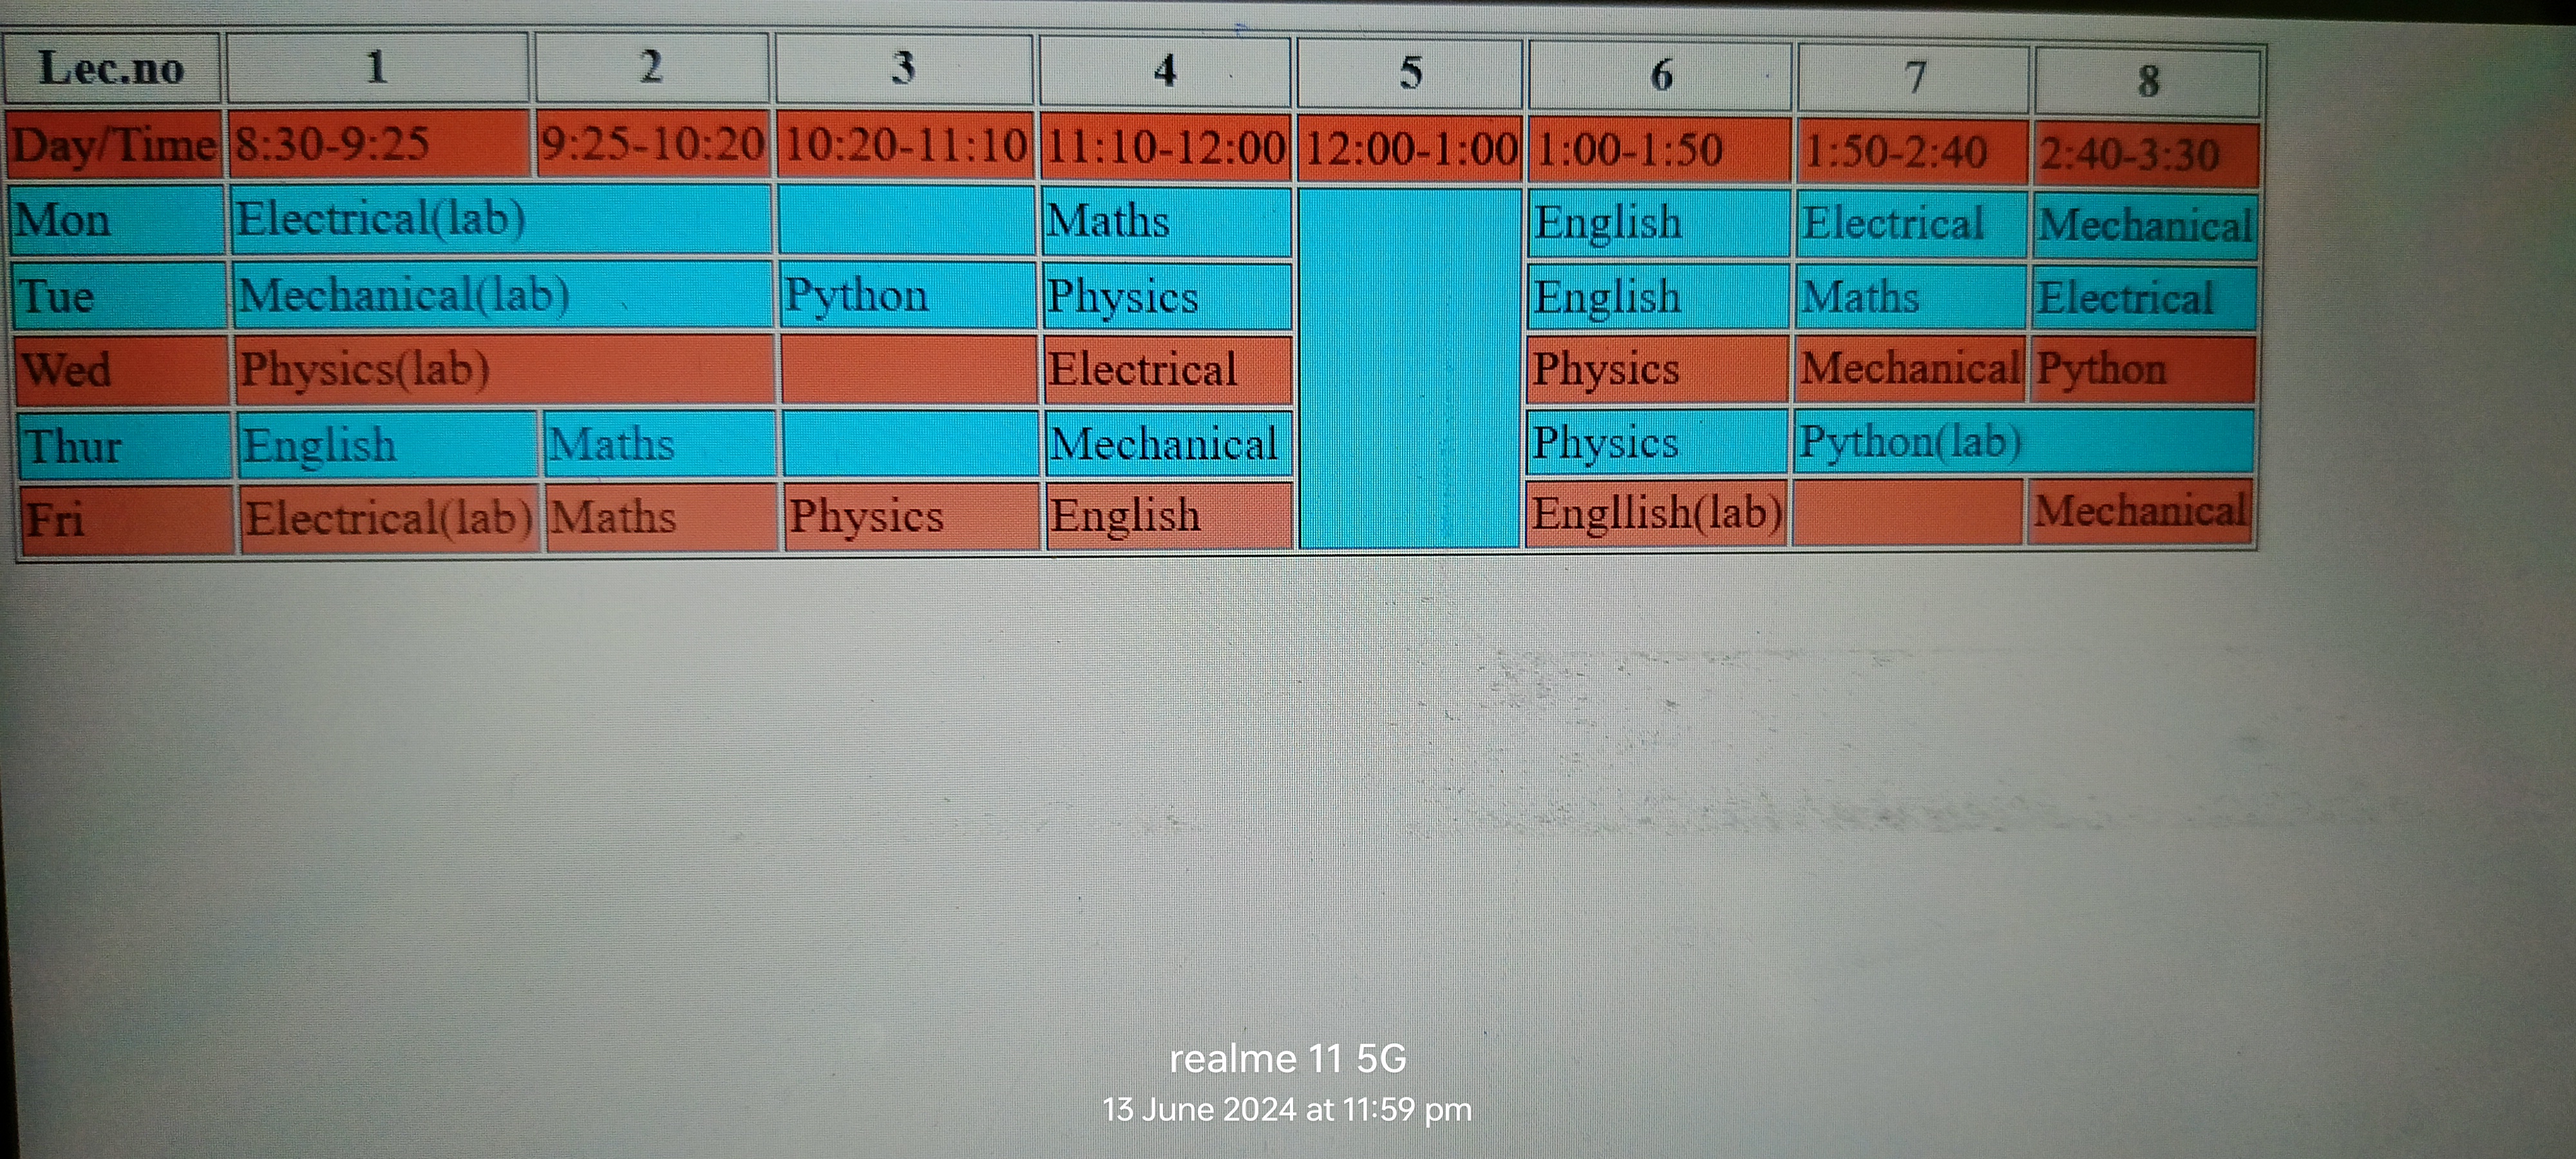 Lec.no 1 2 3 4 5 6 7 8
Day/Time 8:30-9:25 9:25-10:20 10:20-11:10 11:10-12:00 12:00-1:00 1:00-1:50 1:50-2:40 2:40-3:30
Mon Electrical(lab) Maths English Electrical Mechanical
Tue Mechanical(lab) Python Physics English Maths Electrical
Wed Physics(lab) Electrical Physics Mechanical Python
Thur English Maths Mechanical Physics Python(lab)
Fri Electrical(lab) Maths Physics English Engllish(lab) Mechanical
realme 11 5G
13 June 2024 at 11:59 pm